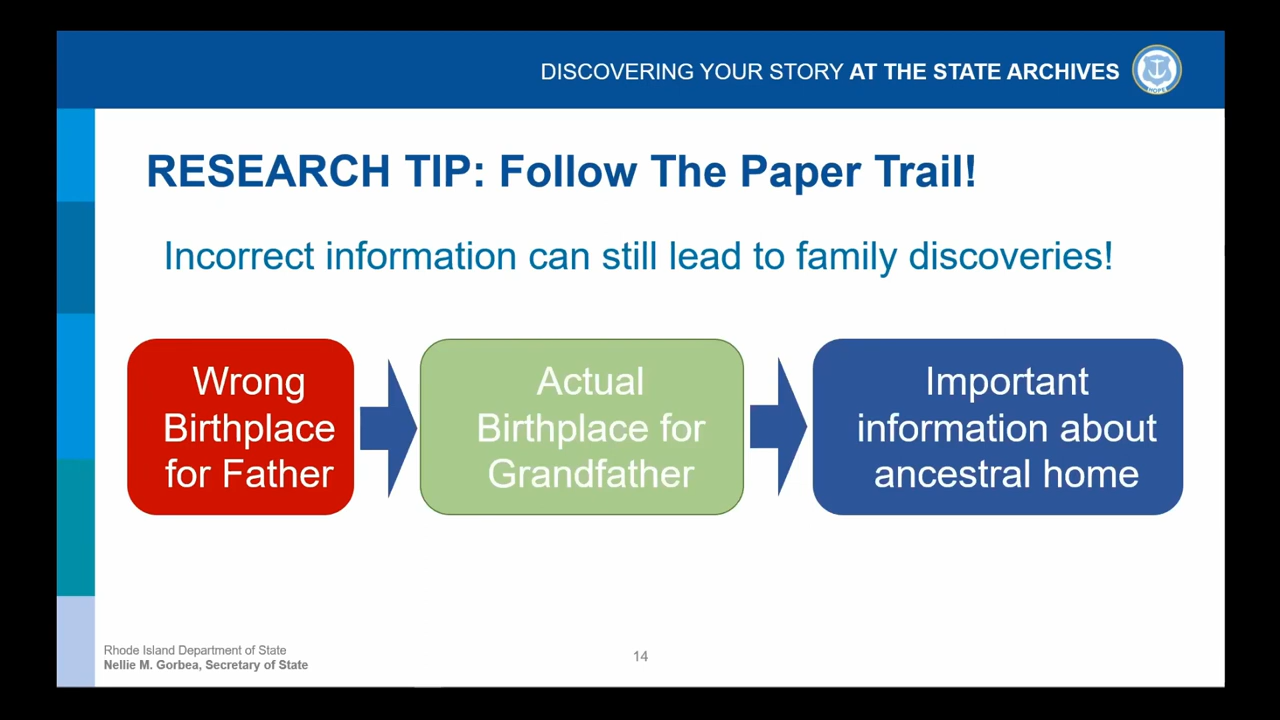 DISCOVERING YOUR STORY AT THE STATE ARCHIVES
HOPE
RESEARCH TIP: Follow The Paper Trail!
Incorrect information can still lead to family discoveries!
Wrong
Birthplace
for Father
Actual
Birthplace for
Grandfather
Important
information about
ancestral home
Rhode Island Department of State
Nellie M. Gorbea, Secretary of State
14